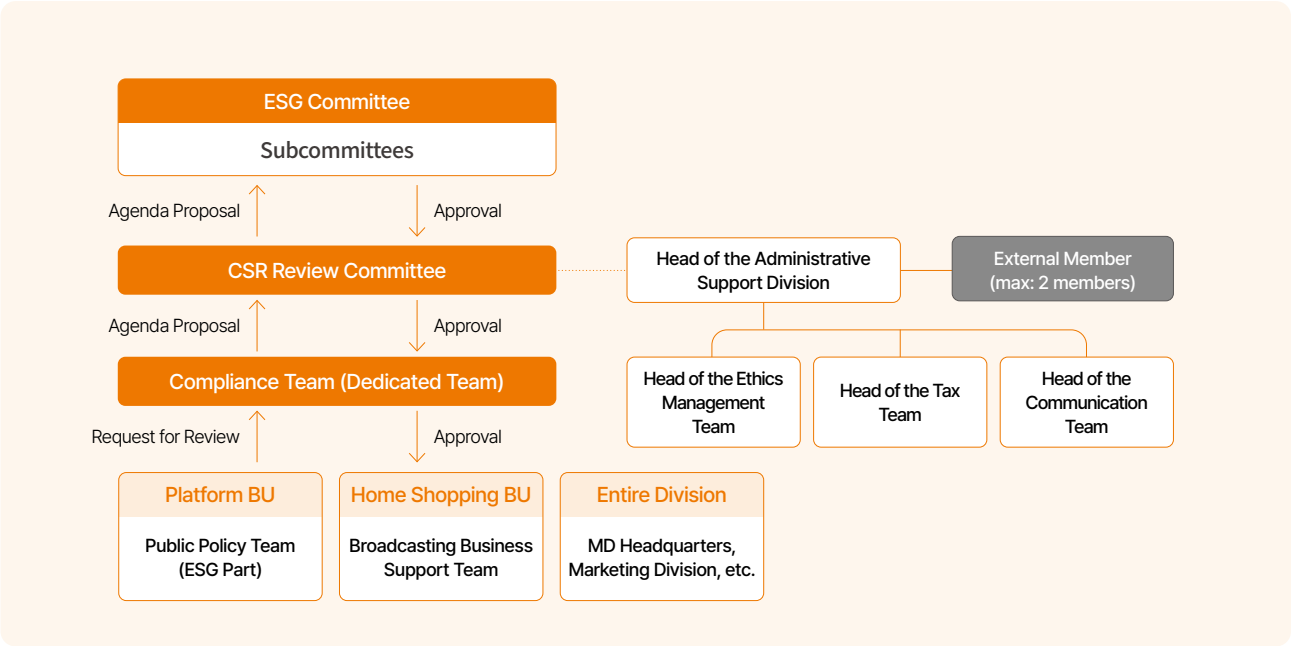 ESG Committee
Subcommittees
Agenda Proposal
Approval
CSR Review Committee
Agenda Proposal
Approval
Compliance Team (Dedicated Team)
Request for Review
Approval
Platform BU
Public Policy Team
(ESG Part)
Home Shopping BU
Broadcasting Business
Support Team
Entire Division
MD Headquarters,
Marketing Division, etc.
Head of the Administrative
Support Division
External Member
(max: 2 members)
Head of the Ethics
Management
Team
Head of the Tax
Team
Head of the
Communication
Team